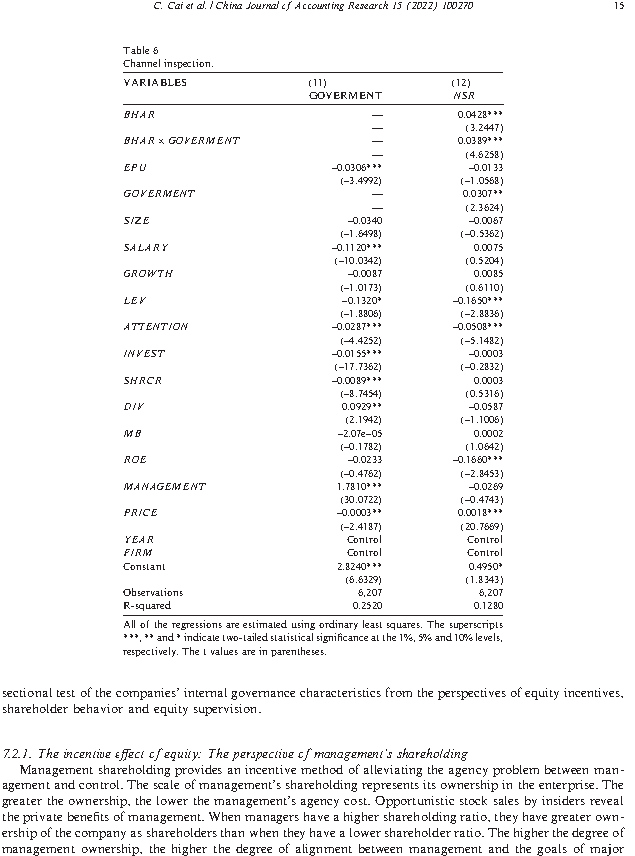 C. Cai et al. / China Journal of Accounting Research 15 (2022) 100270 15
Table 6
Channel inspection.
VARIABLES (11) (12)
GOVERMENT NSR
BHAR — 0.0428***
— (3.2447)
BHAR × GOVERMENT — 0.0389***
— (4.6258)
EPU −0.0306*** −0.0133
(−3.4992) (−1.0568)
GOVERMENT — 0.0307**
— (2.3624)
SIZE −0.0340 −0.0067
(−1.6498) (−0.5362)
SALARY −0.1120*** 0.0075
(−10.0342) (0.5204)
GROWTH −0.0087 0.0085
(−1.0173) (0.6110)
LEV −0.1320* −0.1650***
(−1.8806) (−2.8836)
ATTENTION −0.0287*** −0.0508***
(−4.4252) (−5.1482)
INVEST −0.0155*** −0.0003
(−17.7362) (−0.2832)
SHRCR −0.0089*** 0.0003
(−8.7454) (0.5316)
DIV 0.0929** −0.0587
(2.1942) (−1.1006)
MB −2.07e−05 0.0002
(−0.1782) (1.0642)
ROE −0.0233 −0.1660***
(−0.4762) (−2.8453)
MANAGEMENT 1.7810*** −0.0269
(30.0722) (−0.4743)
PRICE −0.0003** 0.0018***
(−2.4187) (20.7669)
YEAR Control Control
FIRM Control Control
Constant 2.8240*** 0.4950*
(6.6329) (1.8343)
Observations 6,207 6,207
R-squared 0.2520 0.1280
All of the regressions are estimated using ordinary least squares. The superscripts
***, ** and * indicate two-tailed statistical significance at the 1%, 5% and 10% levels,
respectively. The t values are in parentheses.
sectional test of the companies' internal governance characteristics from the perspectives of equity incentives,
shareholder behavior and equity supervision.
7.2.1. The incentive effect of equity: The perspective of management's shareholding
Management shareholding provides an incentive method of alleviating the agency problem between man-
agement and control. The scale of management's shareholding represents its ownership in the enterprise. The
greater the ownership, the lower the management's agency cost. Opportunistic stock sales by insiders reveal
the private benefits of management. When managers have a higher shareholding ratio, they have greater own-
ership of the company as shareholders than when they have a lower shareholder ratio. The higher the degree of
management ownership, the higher the degree of alignment between management and the goals of major